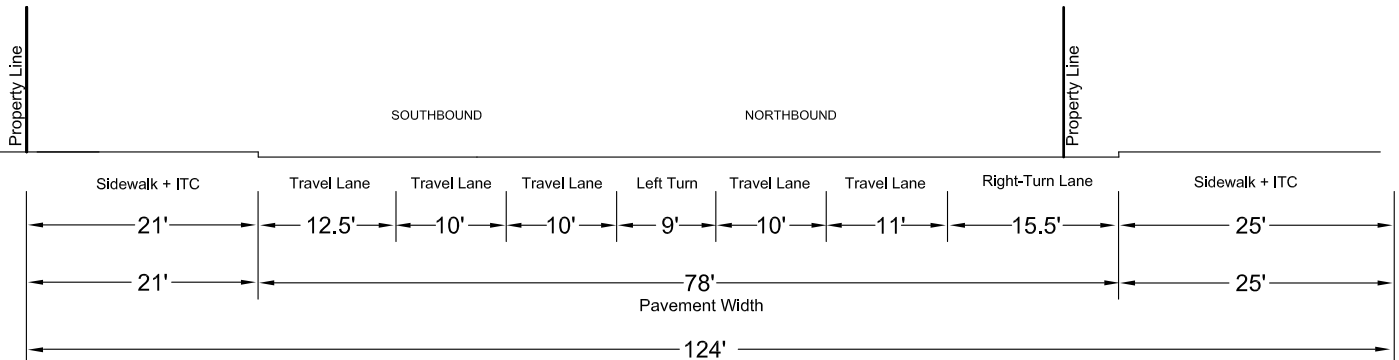 Property Line
Property Line
SOUTHBOUND NORTHBOUND
Sidewalk + ITC Travel Lane Travel Lane Travel Lane Left Turn Travel Lane Travel Lane Right-Turn Lane Sidewalk + ITC
21' 12.5' 10' 10' 9' 10' 11' 15.5' 25'
21' 78' 25'
Pavement Width
124'